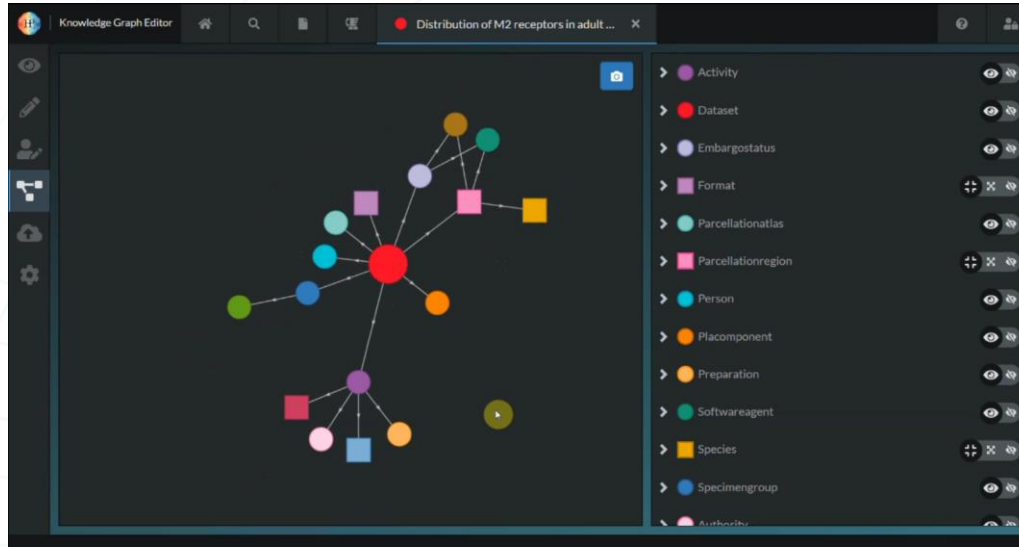 Knowledge Graph Editor
Distribution of M2 receptors in adult ...
Activity
Dataset
Embargostatus
Format
Parcellationatlas
Parcellationregion
Person
Placomponent
Preparation
Softwareagent
Species
Specimengroup
Authority